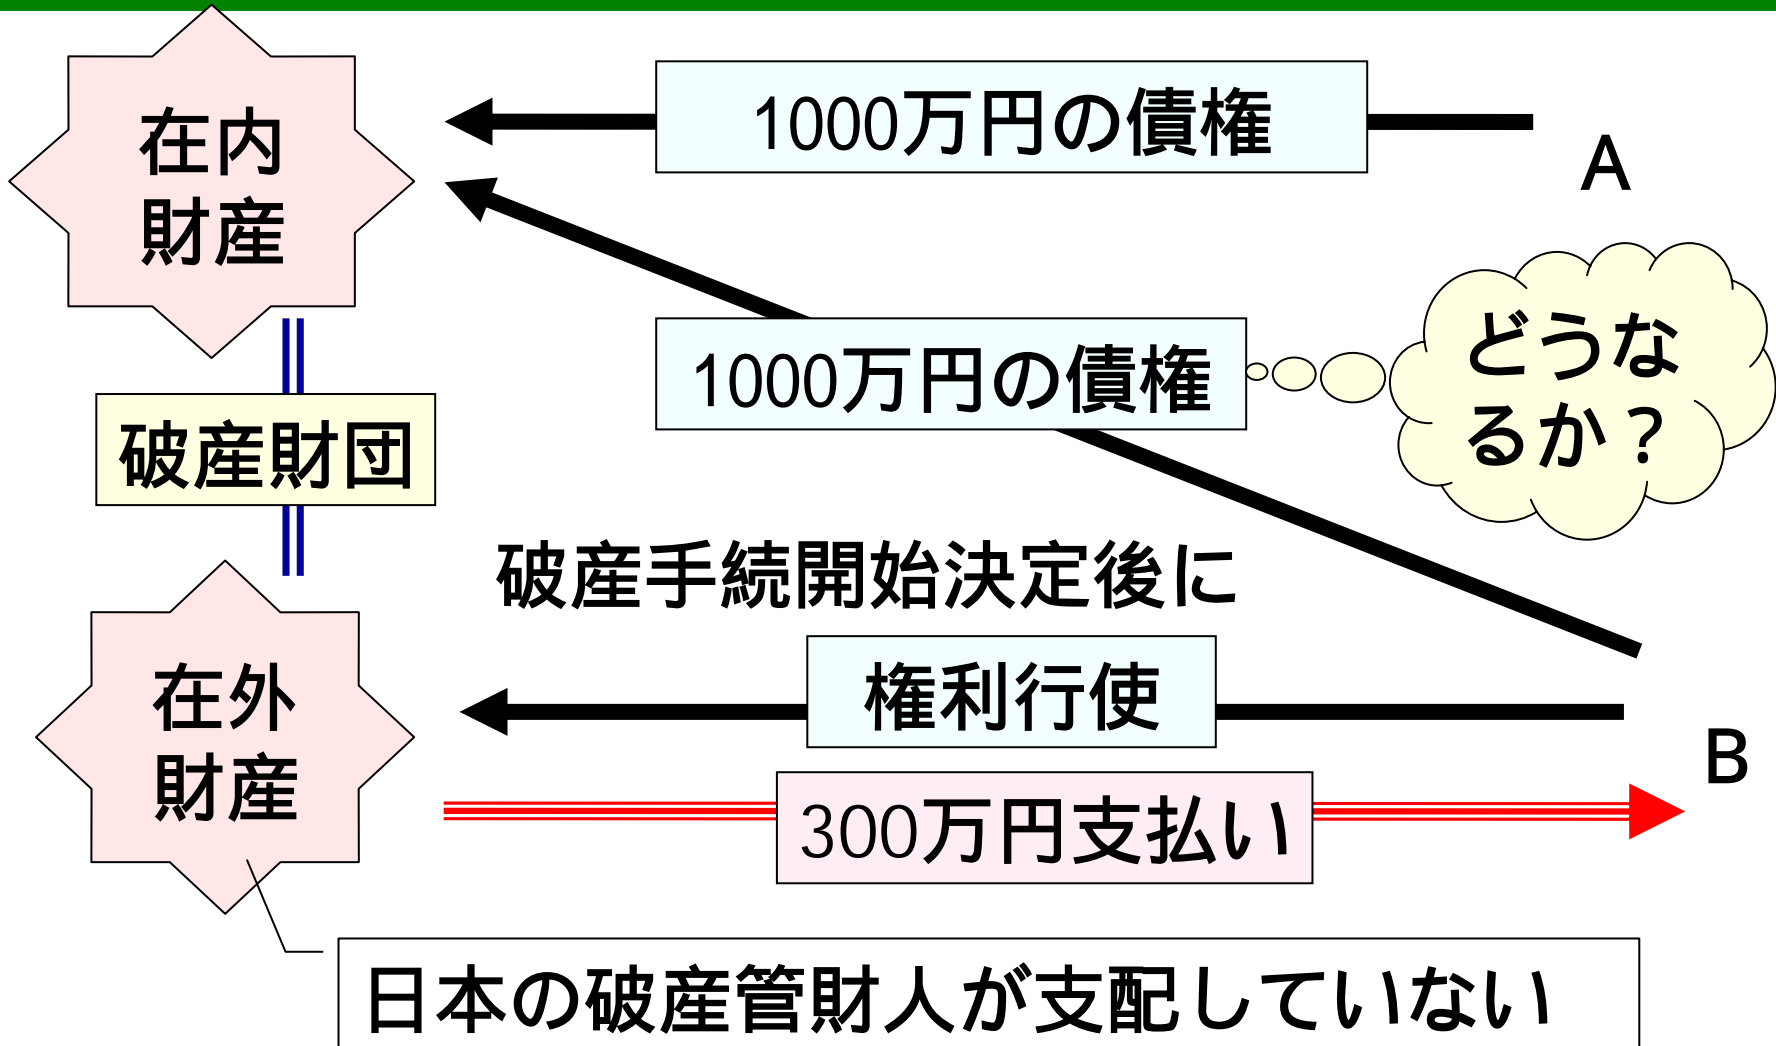 在内
財産
1000万円の債権
A
1000万円の債権
どうな
るか？
破産財団
破産手続開始決定後に
在外
財産
権利行使
B
300万円支払い
日本の破産管財人が支配していない